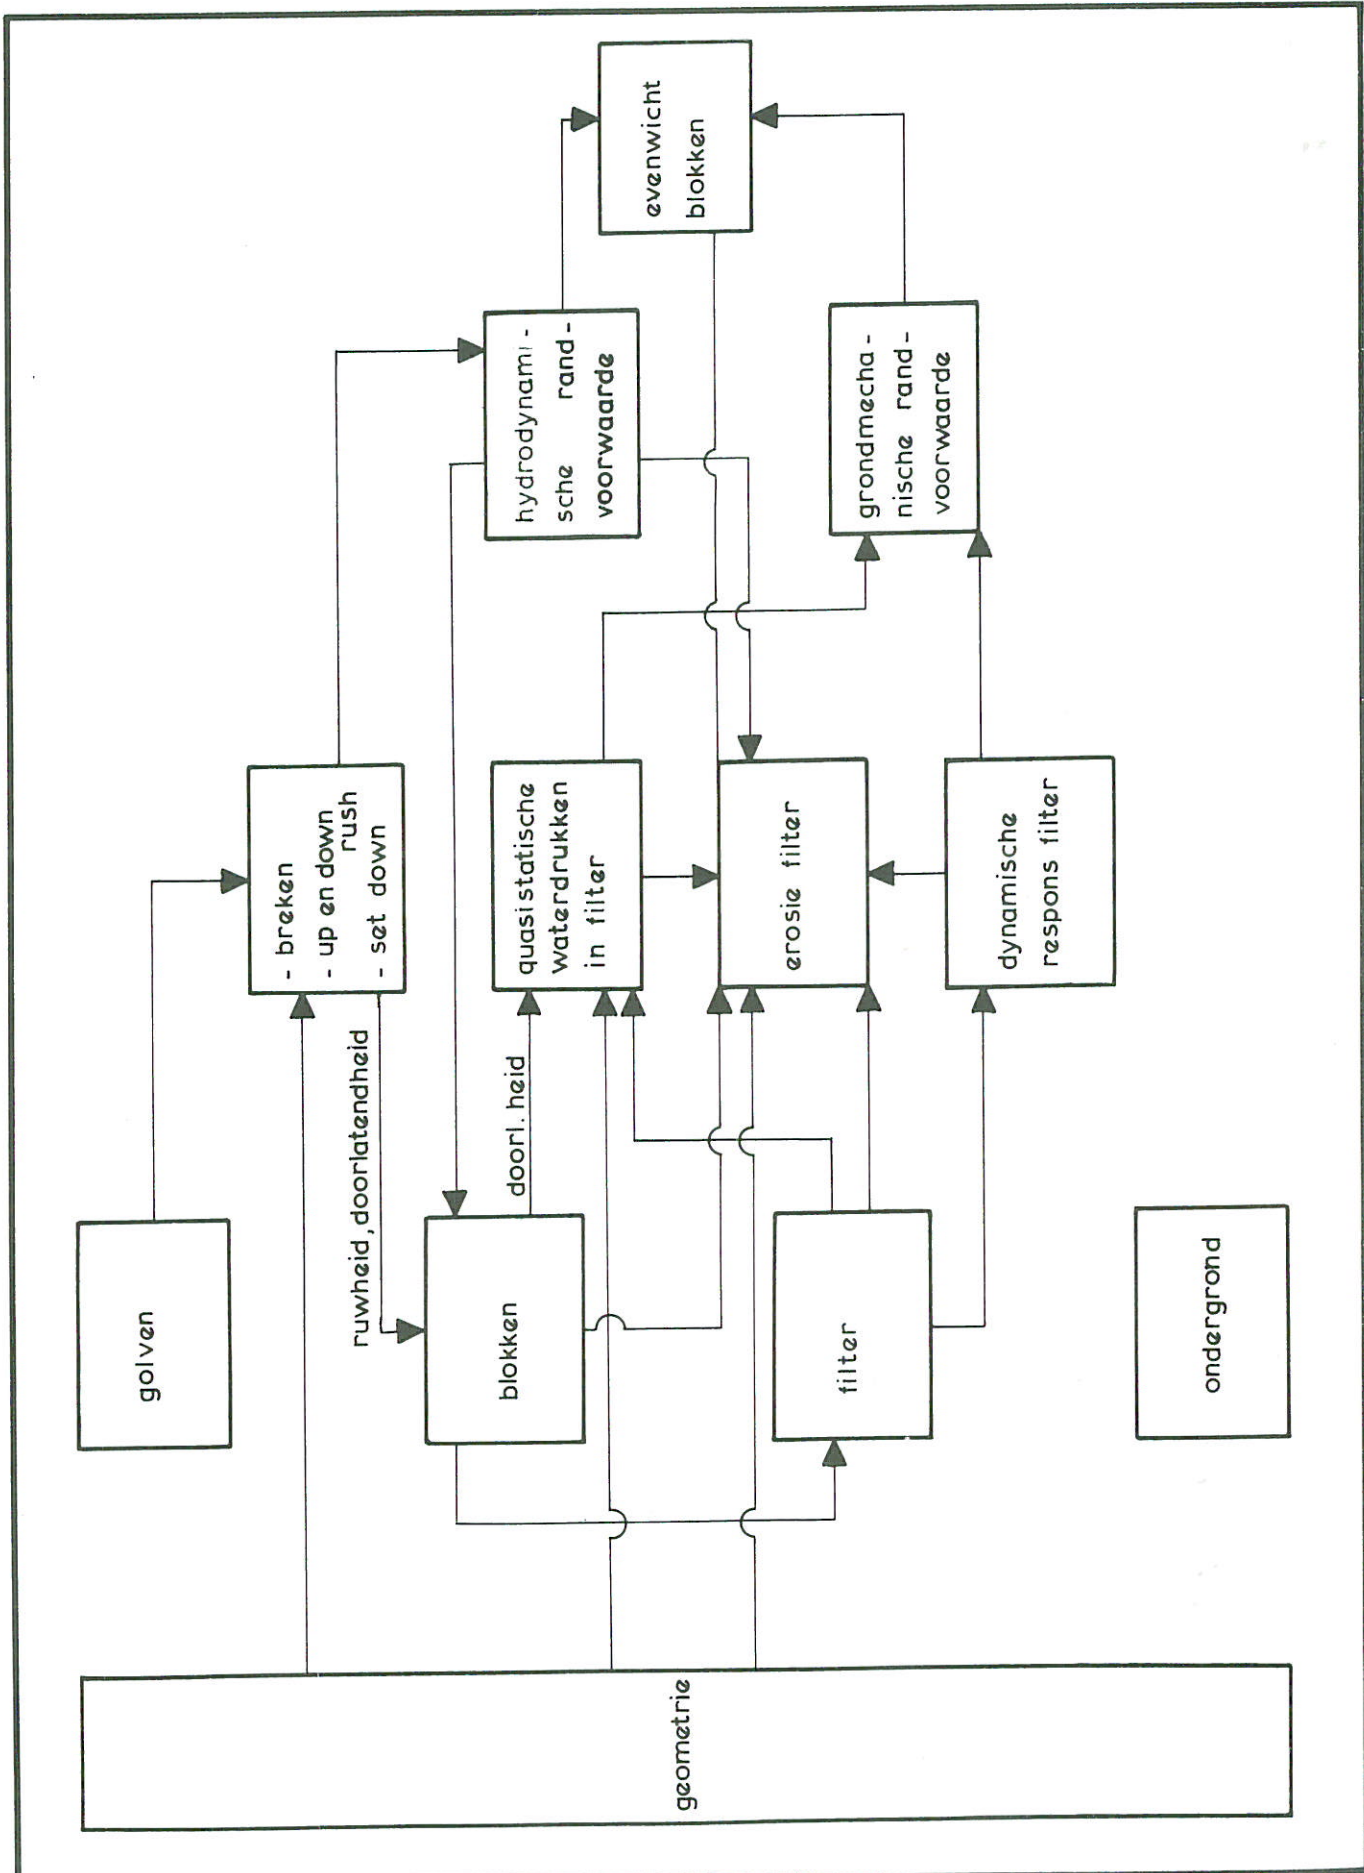 geometrie
golven
blokken
filter
ondergrond
ruwheid, doorlatendheid
doorl. heid
- breken
- up en down
rush
- set down
quasistatische
waterdrukken
in filter
erosie filter
dynamische
respons filter
hydrodynami -
sche rand -
voorwaarde
grondmecha -
nische rand -
voorwaarde
evenwicht
blokken